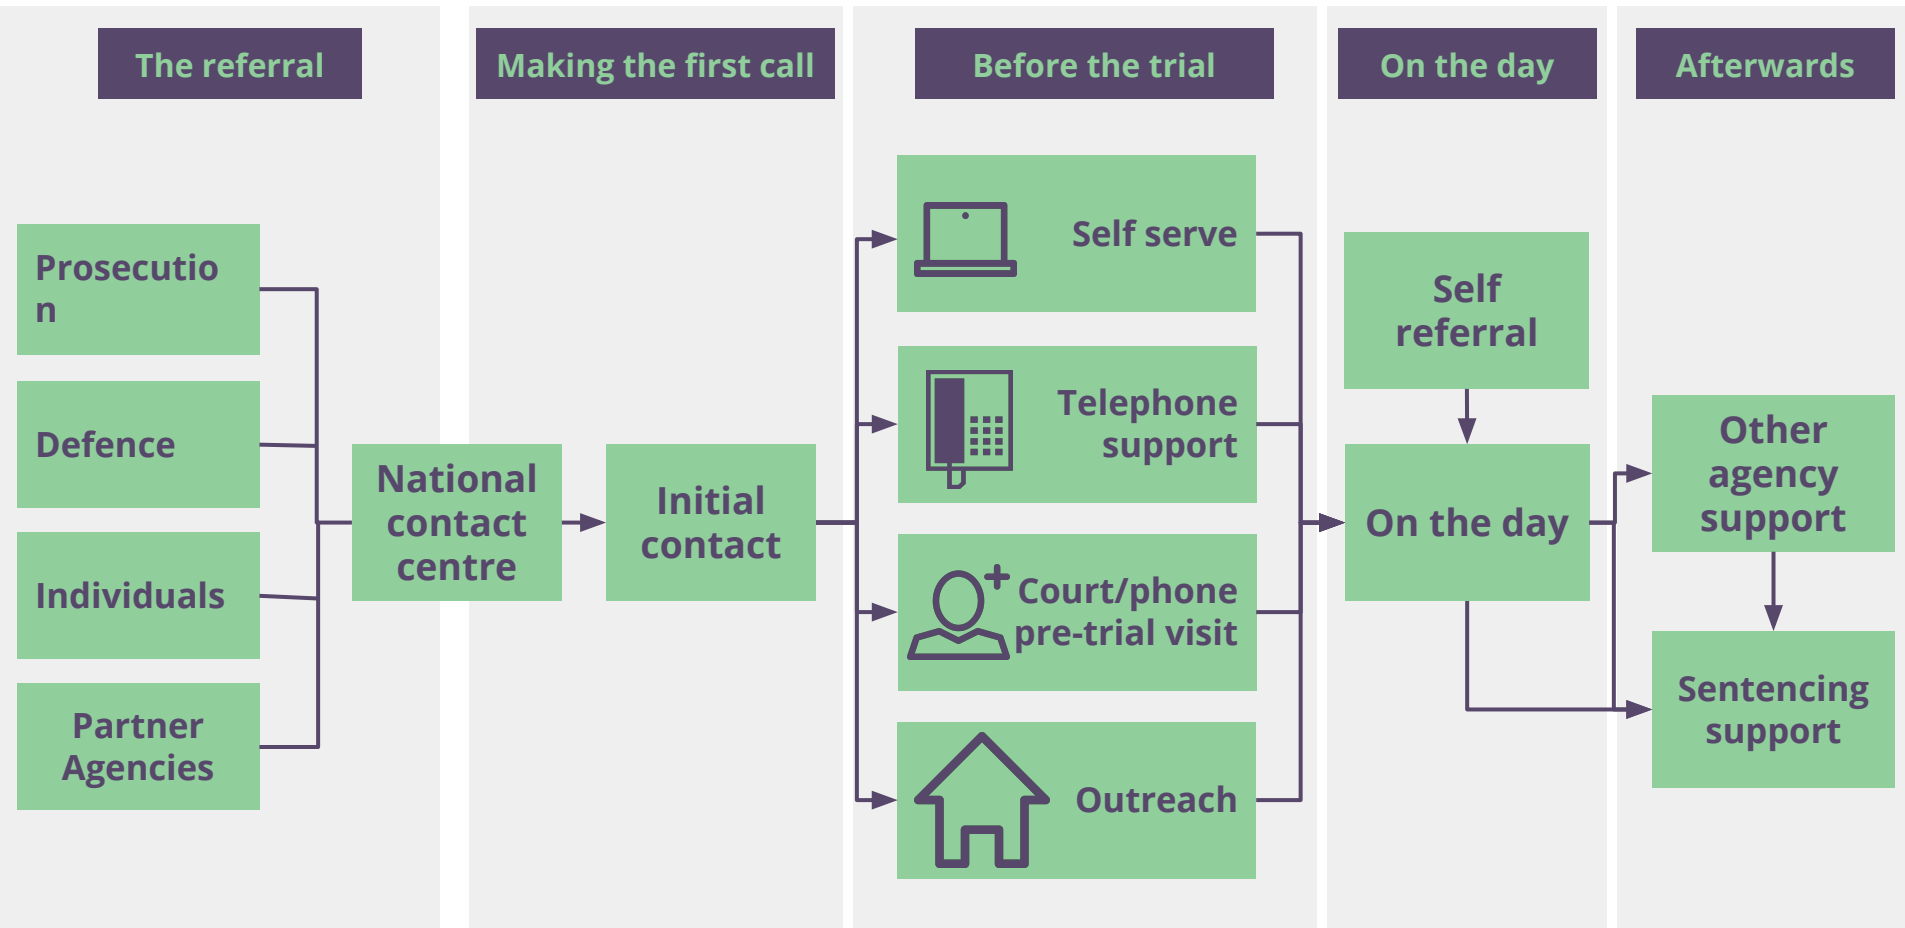 The referral
Making the first call
Before the trial
On the day
Afterwards
Prosecutio
n
Defence
Individuals
Partner
Agencies
National
contact
centre
Initial
contact
Self serve
Telephone
support
Court/phone
pre-trial visit
Outreach
Self
referral
On the day
Other
agency
support
Sentencing
support